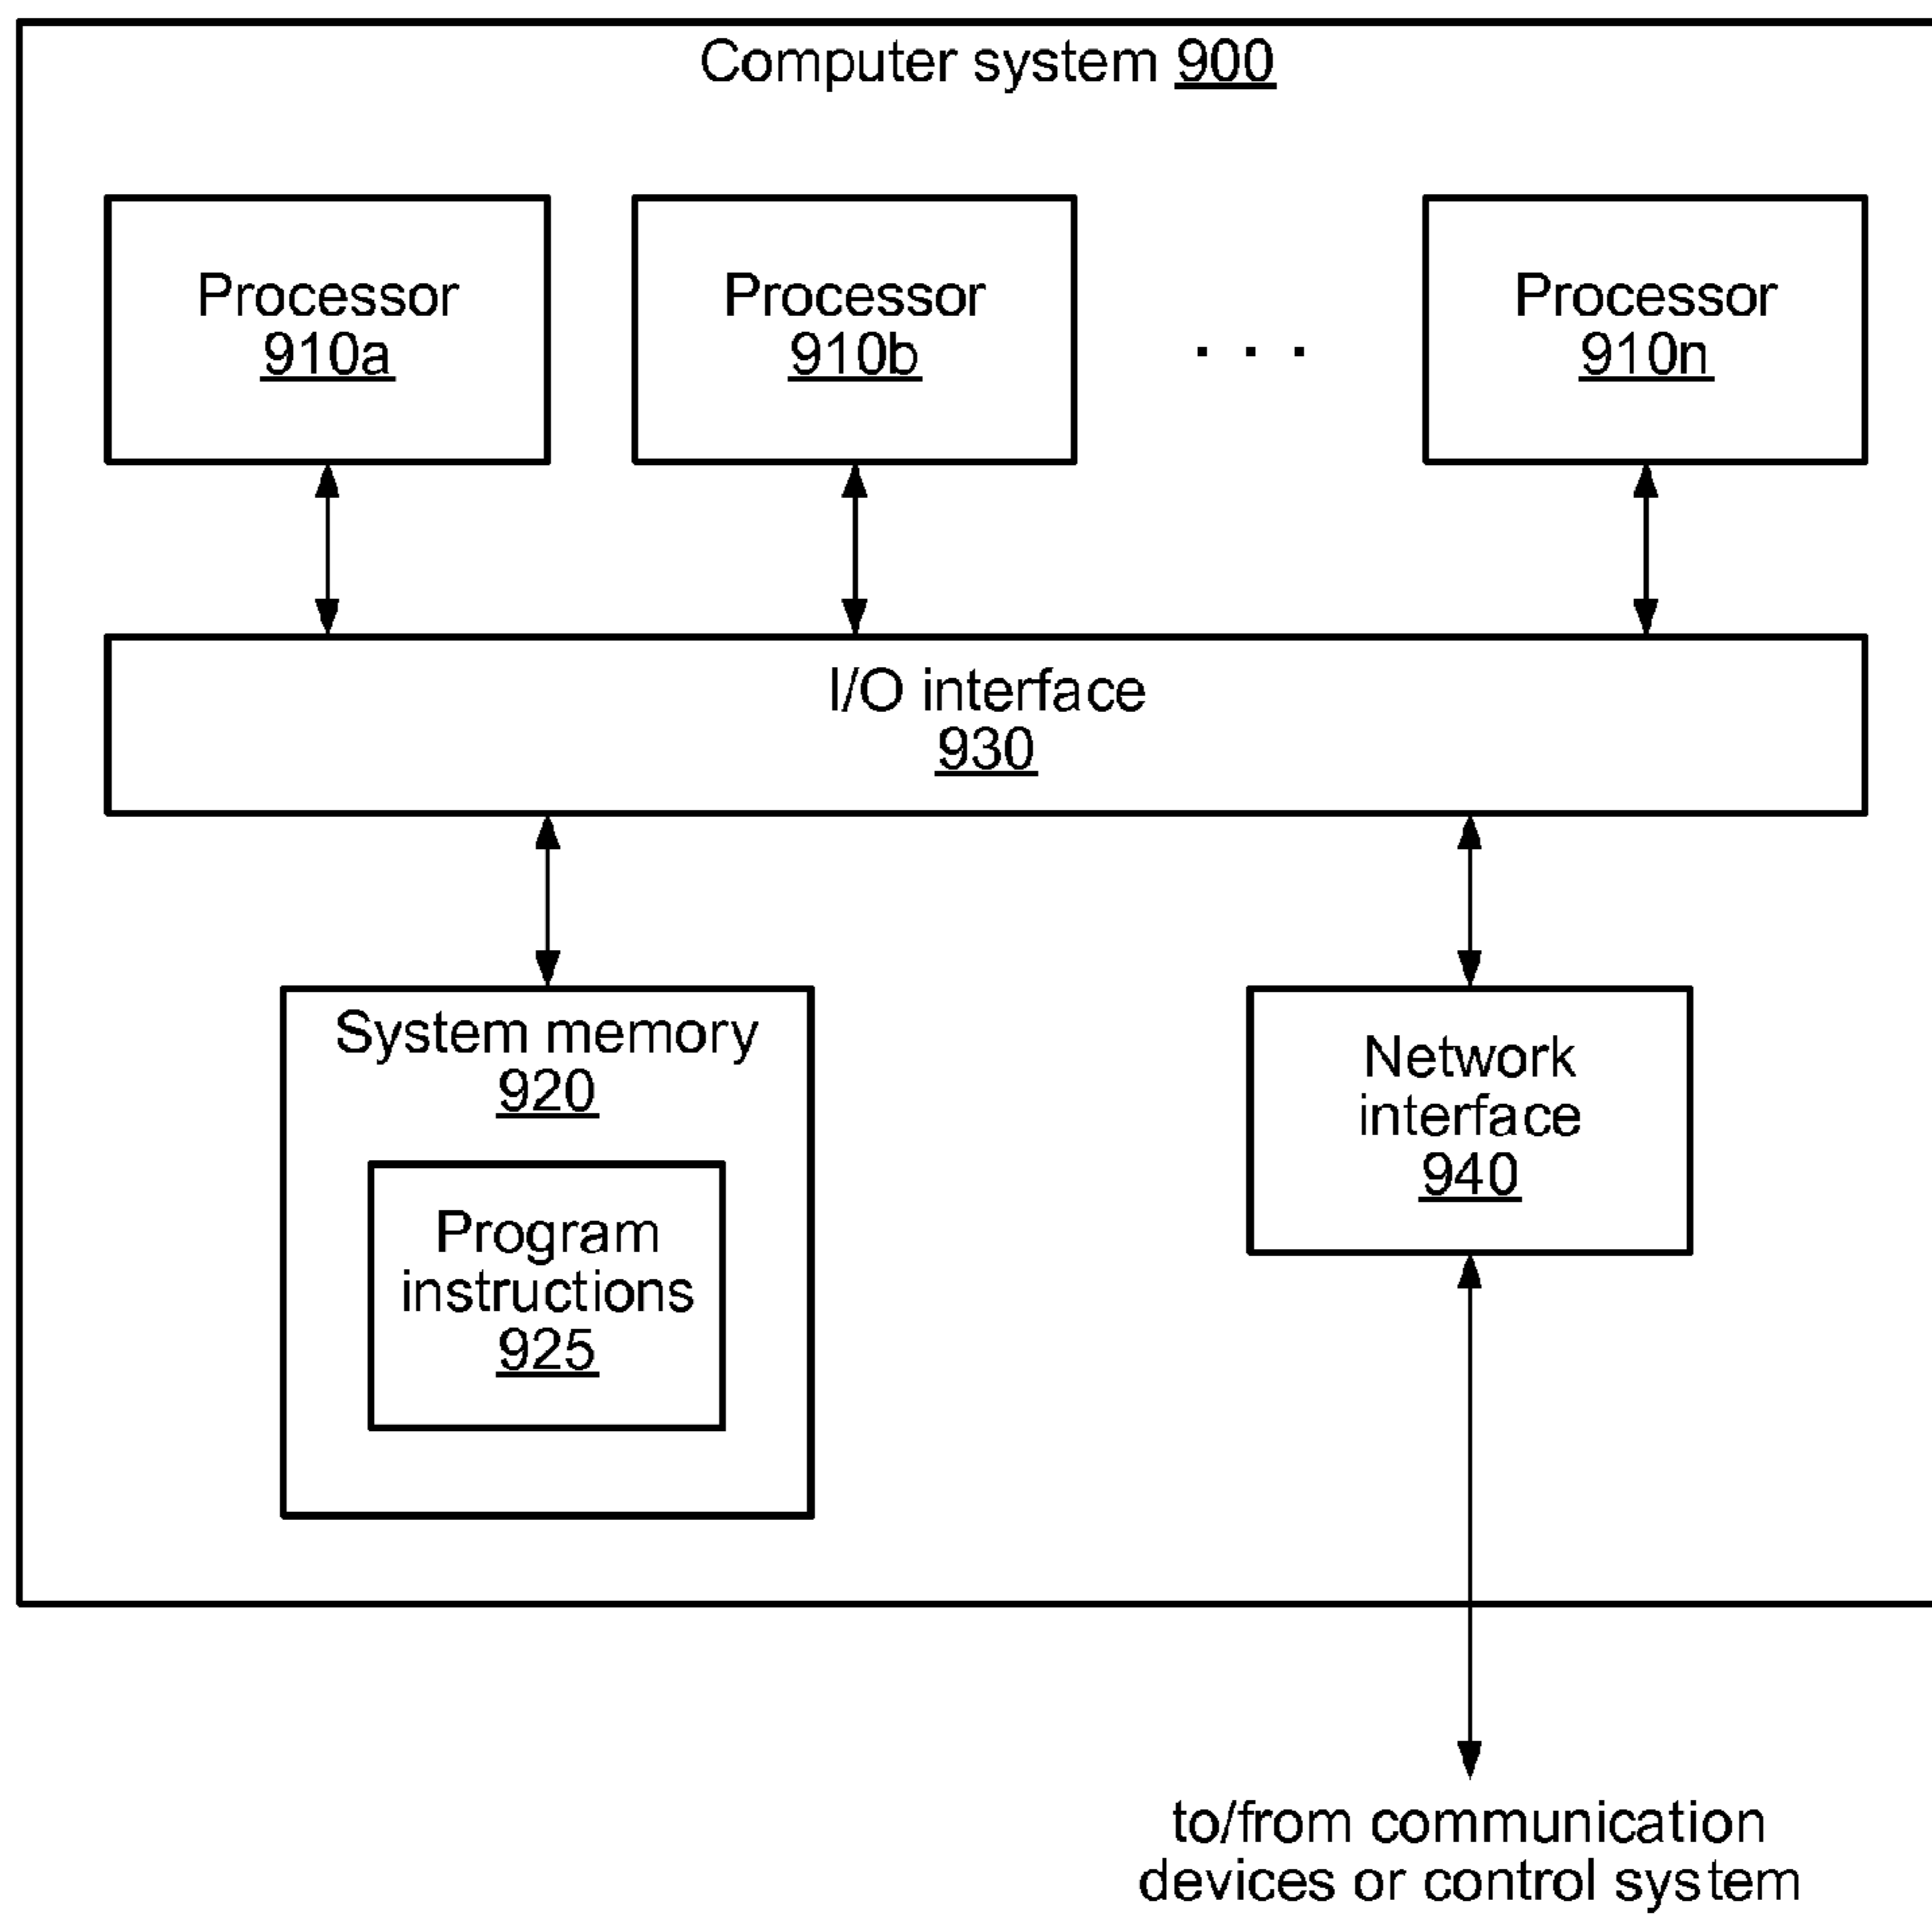 Computer system 900
Processor
910a
Processor
910b
. . .
Processor
910n
I/O interface
930
System memory
920
Program
instructions
925
Network
interface
940
to/from communication
devices or control system